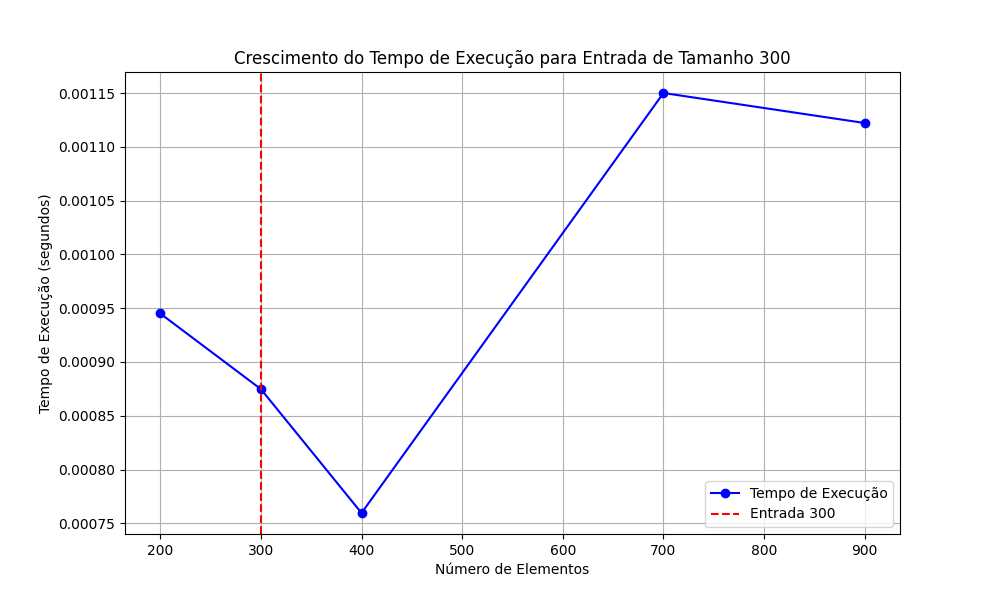 Crescimento do Tempo de Execução para Entrada de Tamanho 300
0.00115
0.00110
0.00105
0.00100
0.00095
0.00090
0.00085
0.00080
0.00075
Tempo de Execução (segundos)
Tempo de Execução
Entrada 300
200 300 400 500 600 700 800 900
Número de Elementos